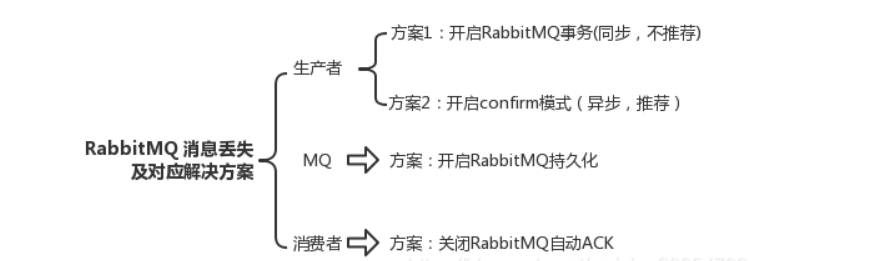 方案1：开启RabbitMQ事务(同步，不推荐)
生产者
方案2：开启confirm模式（异步，推荐）
RabbitMQ 消息丢失
及对应解决方案
MQ
方案：开启RabbitMQ持久化
消费者
方案：关闭RabbitMQ自动ACK